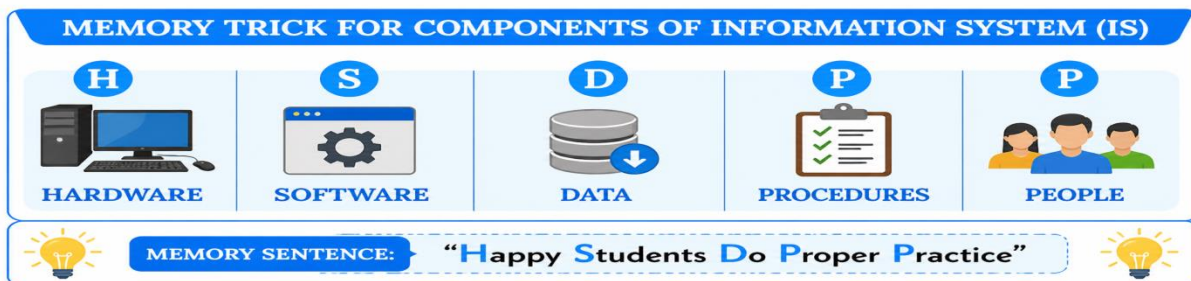 MEMORY TRICK FOR COMPONENTS OF INFORMATION SYSTEM (IS)
H S D P P
HARDWARE SOFTWARE DATA PROCEDURES PEOPLE
MEMORY SENTENCE: “Happy Students Do Proper Practice”